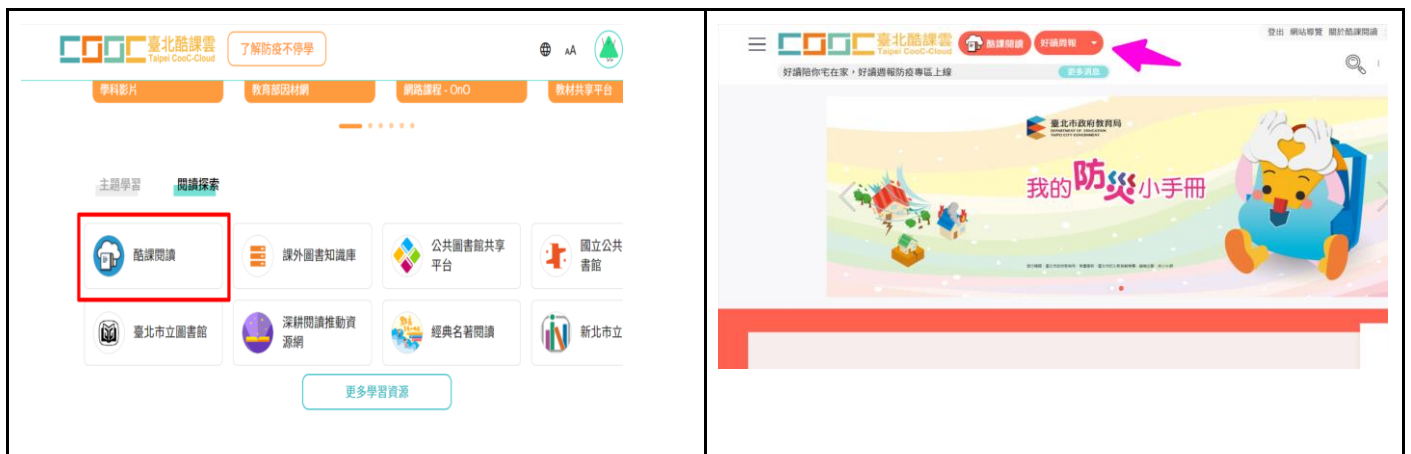 臺北酷課雲
Taipei CooC-Cloud
了解防疫不停學
AA
學科影片
教育部因材網
網路課程 - OnO
教材共享平台
主題學習
閱讀探索
酷課閱讀
課外圖書知識庫
公共圖書館共享
平台
國立公共
書館
臺北市立圖書館
深耕閱讀推動資
源網
經典名著閱讀
新北市立
更多學習資源
臺北酷課雲
Taipei CooC-Cloud
酷課閱讀
好讀周報
登出 網站導覽 關於酷課閱讀
好讀陪你宅在家，好讀週報防疫專區上線
更多消息
臺北市政府教育局
DEPARTMENT OF EDUCATION
TAIPEI CITY GOVERNMENT
我的防災小手冊